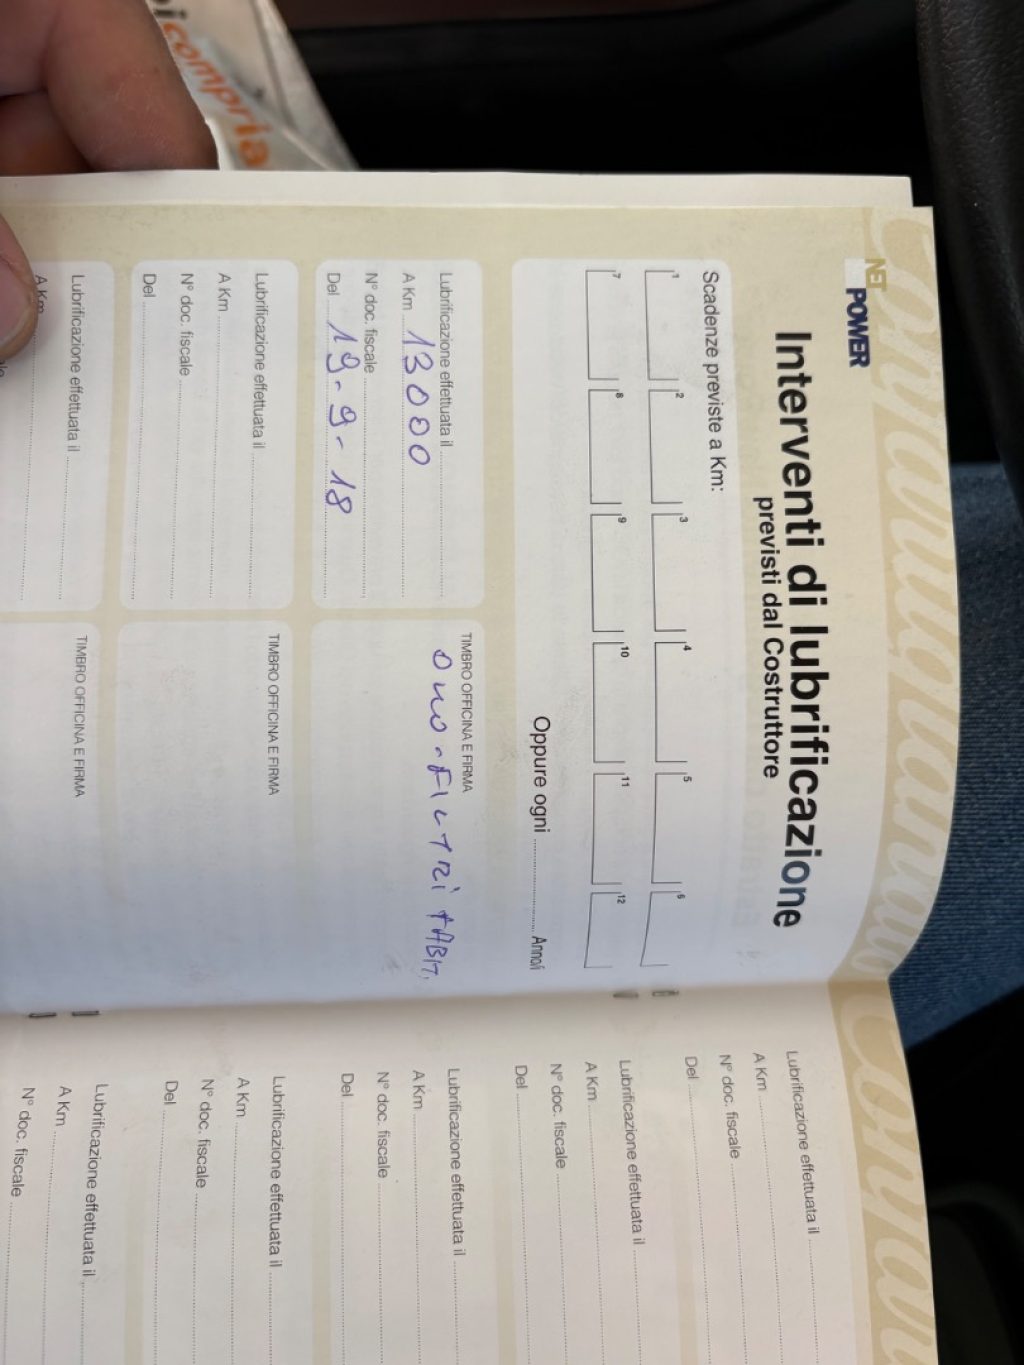 icompria
NET
POWER
Interventi di lubrificazione
previsti dal Costruttore
Scadenze previste a Km:
1 2 3 4 5 6
7 8 9 10 11 12
Oppure ogni Anno/i
Lubrificazione effettuata il
A Km 13000
N° doc. fiscale
Del 19-9-18
TIMBRO OFFICINA E FIRMA
Lubrificazione effettuata il
A Km
N° doc. fiscale
Del
TIMBRO OFFICINA E FIRMA
Lubrificazione effettuata il
A Km
TIMBRO OFFICINA E FIRMA
Lubrificazione effettuata il
A Km
N° doc. fiscale
Del
Lubrificazione effettuata il
A Km
N° doc. fiscale
Del
Lubrificazione effettuata il
A Km
N° doc. fiscale
Del
Lubrificazione effettuata il
A Km
N° doc. fiscale
Del
Lubrificazione effettuata il
A Km
N° doc. fiscale